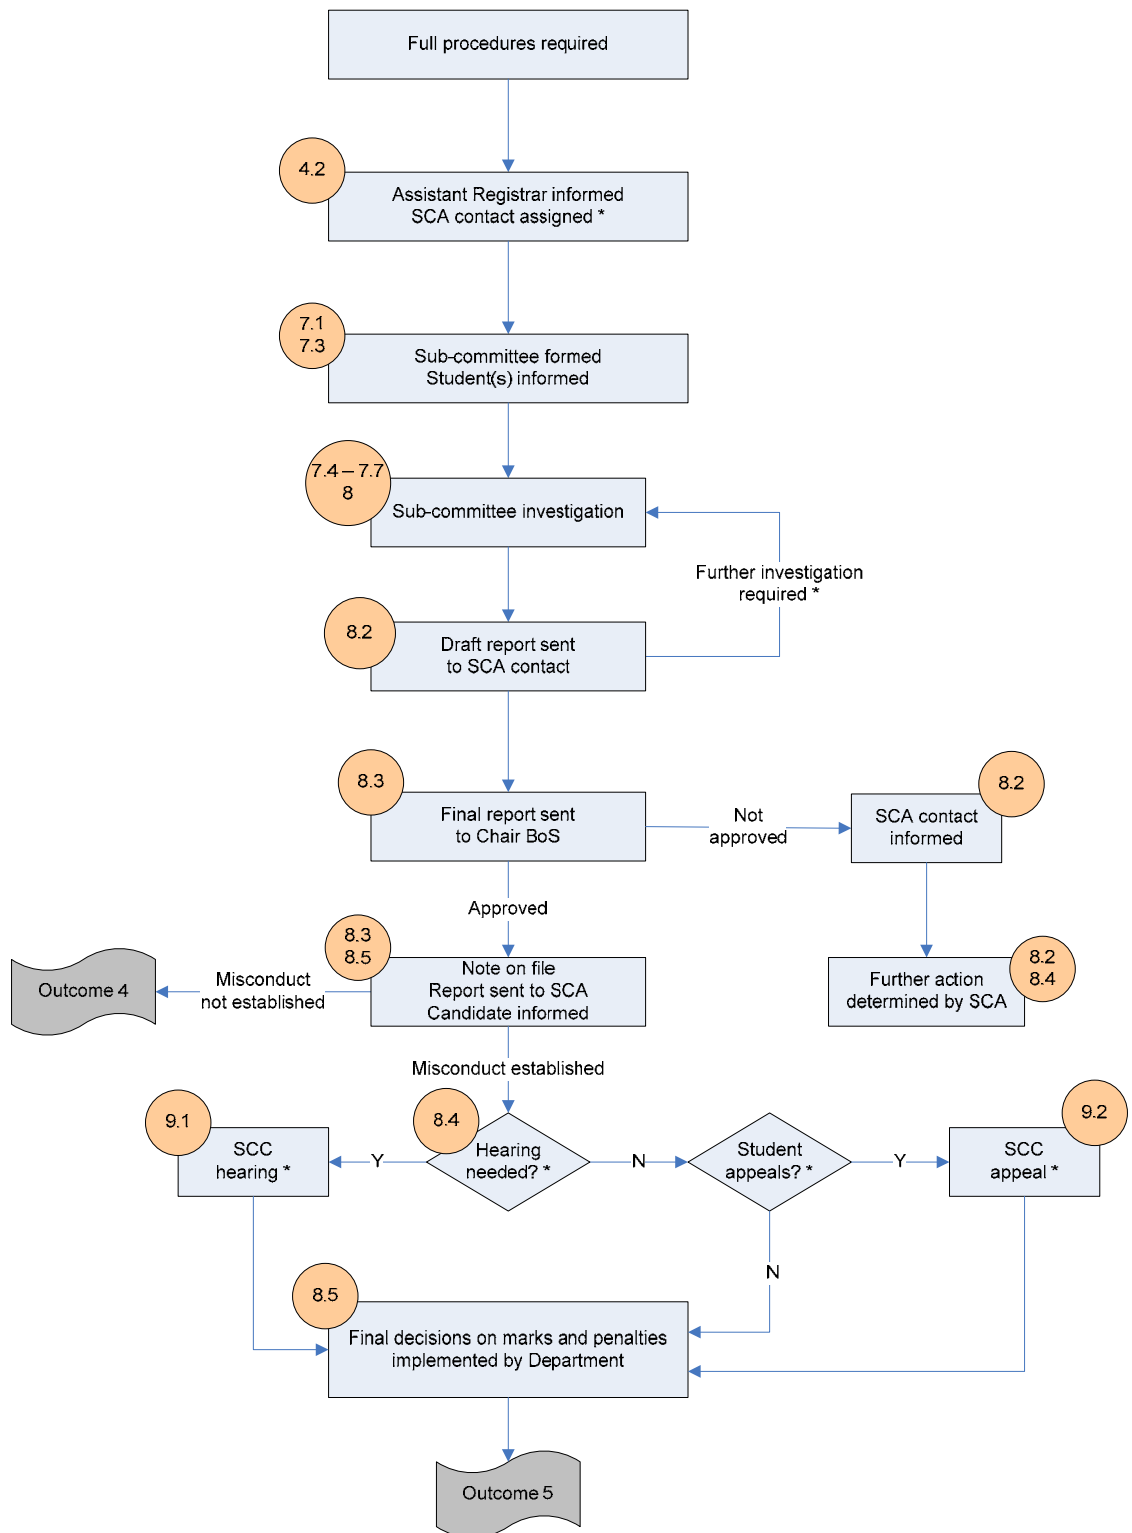 Full procedures required
4.2
Assistant Registrar informed
SCA contact assigned *
7.1
7.3
Sub-committee formed
Student(s) informed
7.4 – 7.7
8
Sub-committee investigation
Further investigation
required *
8.2
Draft report sent
to SCA contact
8.3
Final report sent
to Chair BoS
Not
approved
8.2
SCA contact
informed
Approved
8.3
8.5
Note on file
Report sent to SCA
Candidate informed
Misconduct
not established
Outcome 4
8.2
8.4
Further action
determined by SCA
Misconduct established
9.1
SCC
hearing *
Y
8.4
Hearing
needed? *
N
Student
appeals? *
Y
9.2
SCC
appeal *
N
8.5
Final decisions on marks and penalties
implemented by Department
Outcome 5